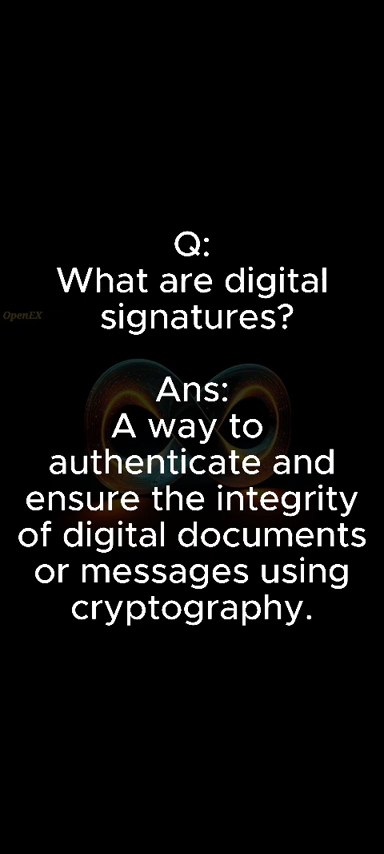 Q:
What are digital
signatures?
OpenEX
Ans:
A way to
authenticate and
ensure the integrity
of digital documents
or messages using
cryptography.